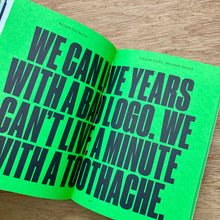 WE CAN LIVE YEARS
WITH A BAD LOGO. WE
CAN'T LIVE A MINUTE
WITH A TOOTHACHE.